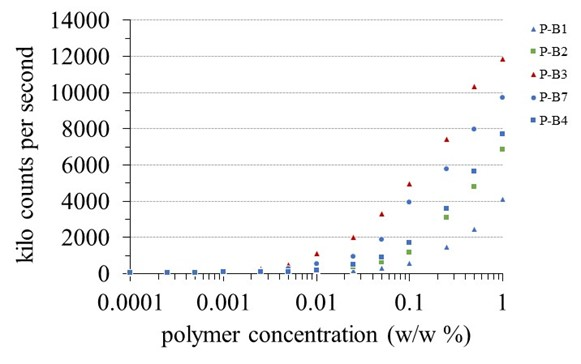 kilo counts per second
14000
12000
10000
8000
6000
4000
2000
0
0.0001 0.001 0.01 0.1 1
polymer concentration (w/w %)
P-B1
P-B2
P-B3
P-B7
P-B4